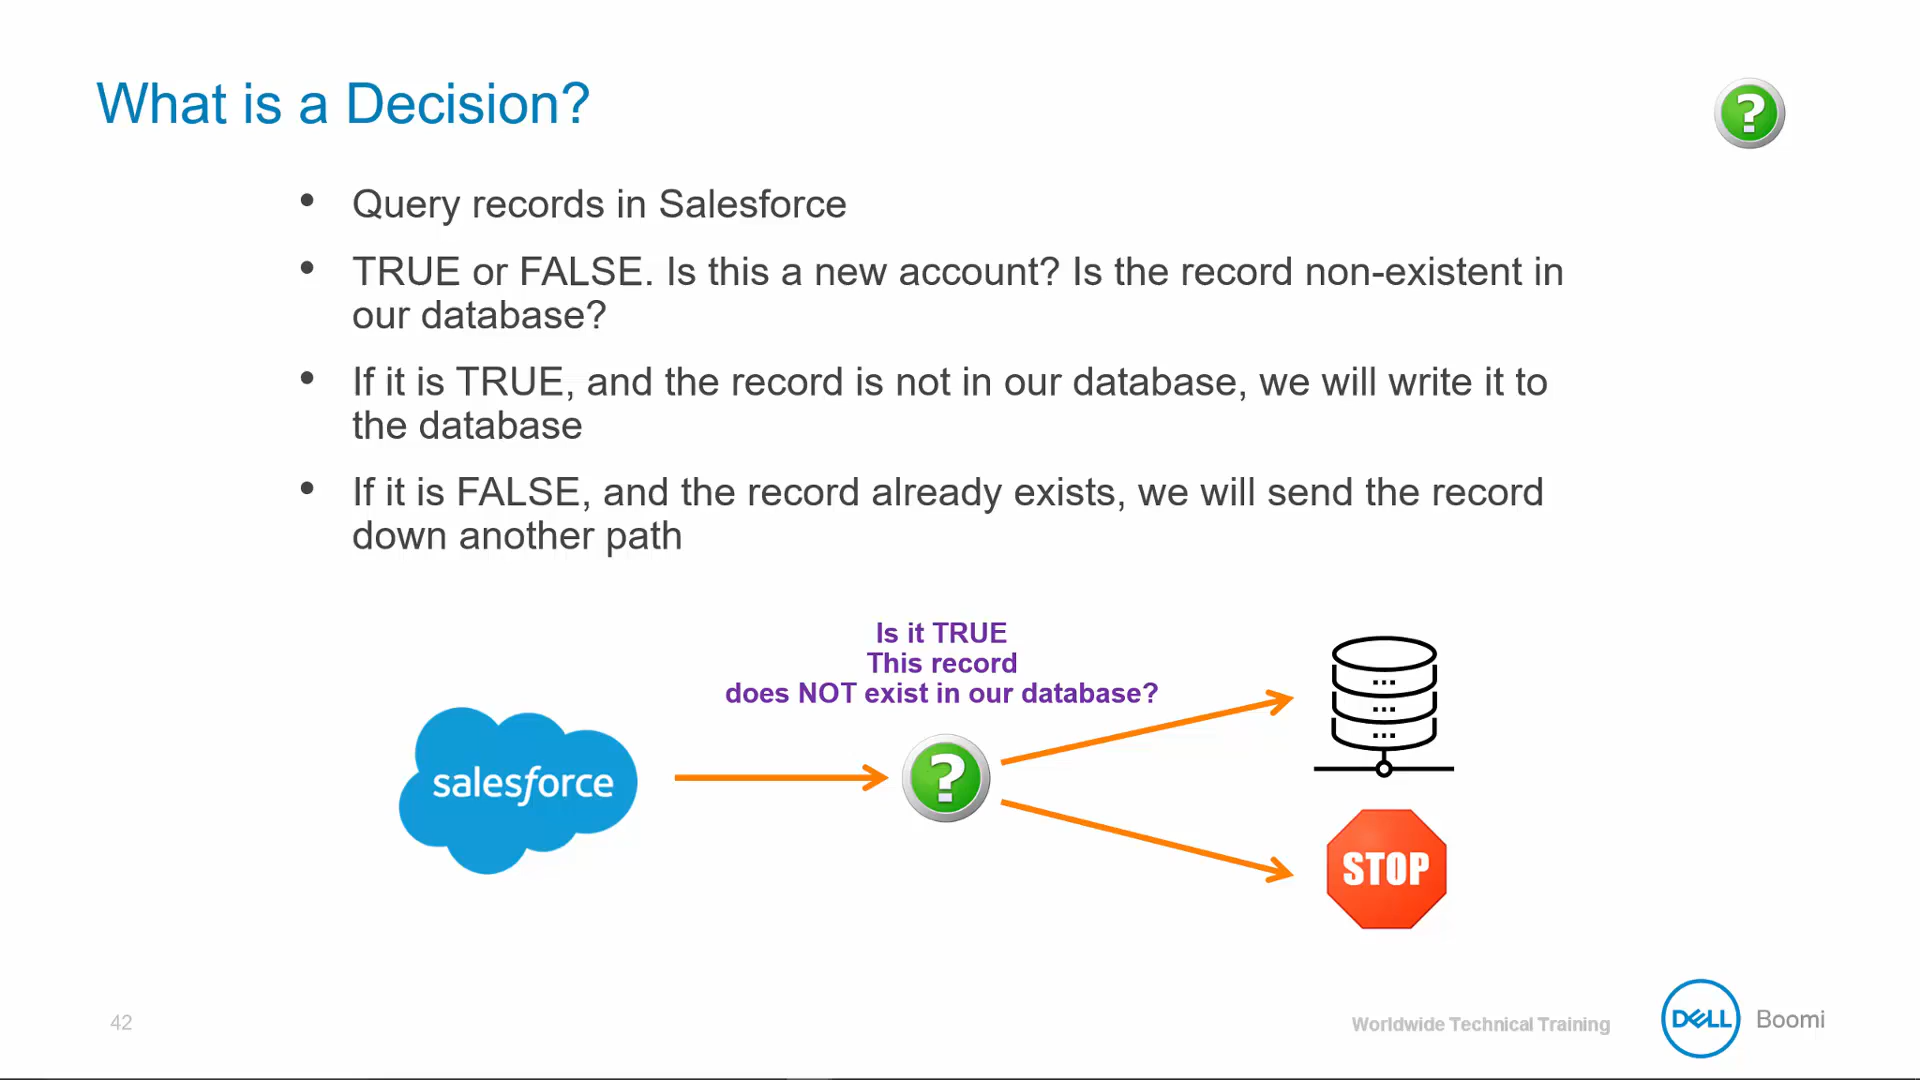 What is a Decision?
?
• Query records in Salesforce
• TRUE or FALSE. Is this a new account? Is the record non-existent in
our database?
• If it is TRUE, and the record is not in our database, we will write it to
the database
• If it is FALSE, and the record already exists, we will send the record
down another path
Is it TRUE
This record
does NOT exist in our database?
salesforce
?
STOP
42
Worldwide Technical Training
DELL Boomi